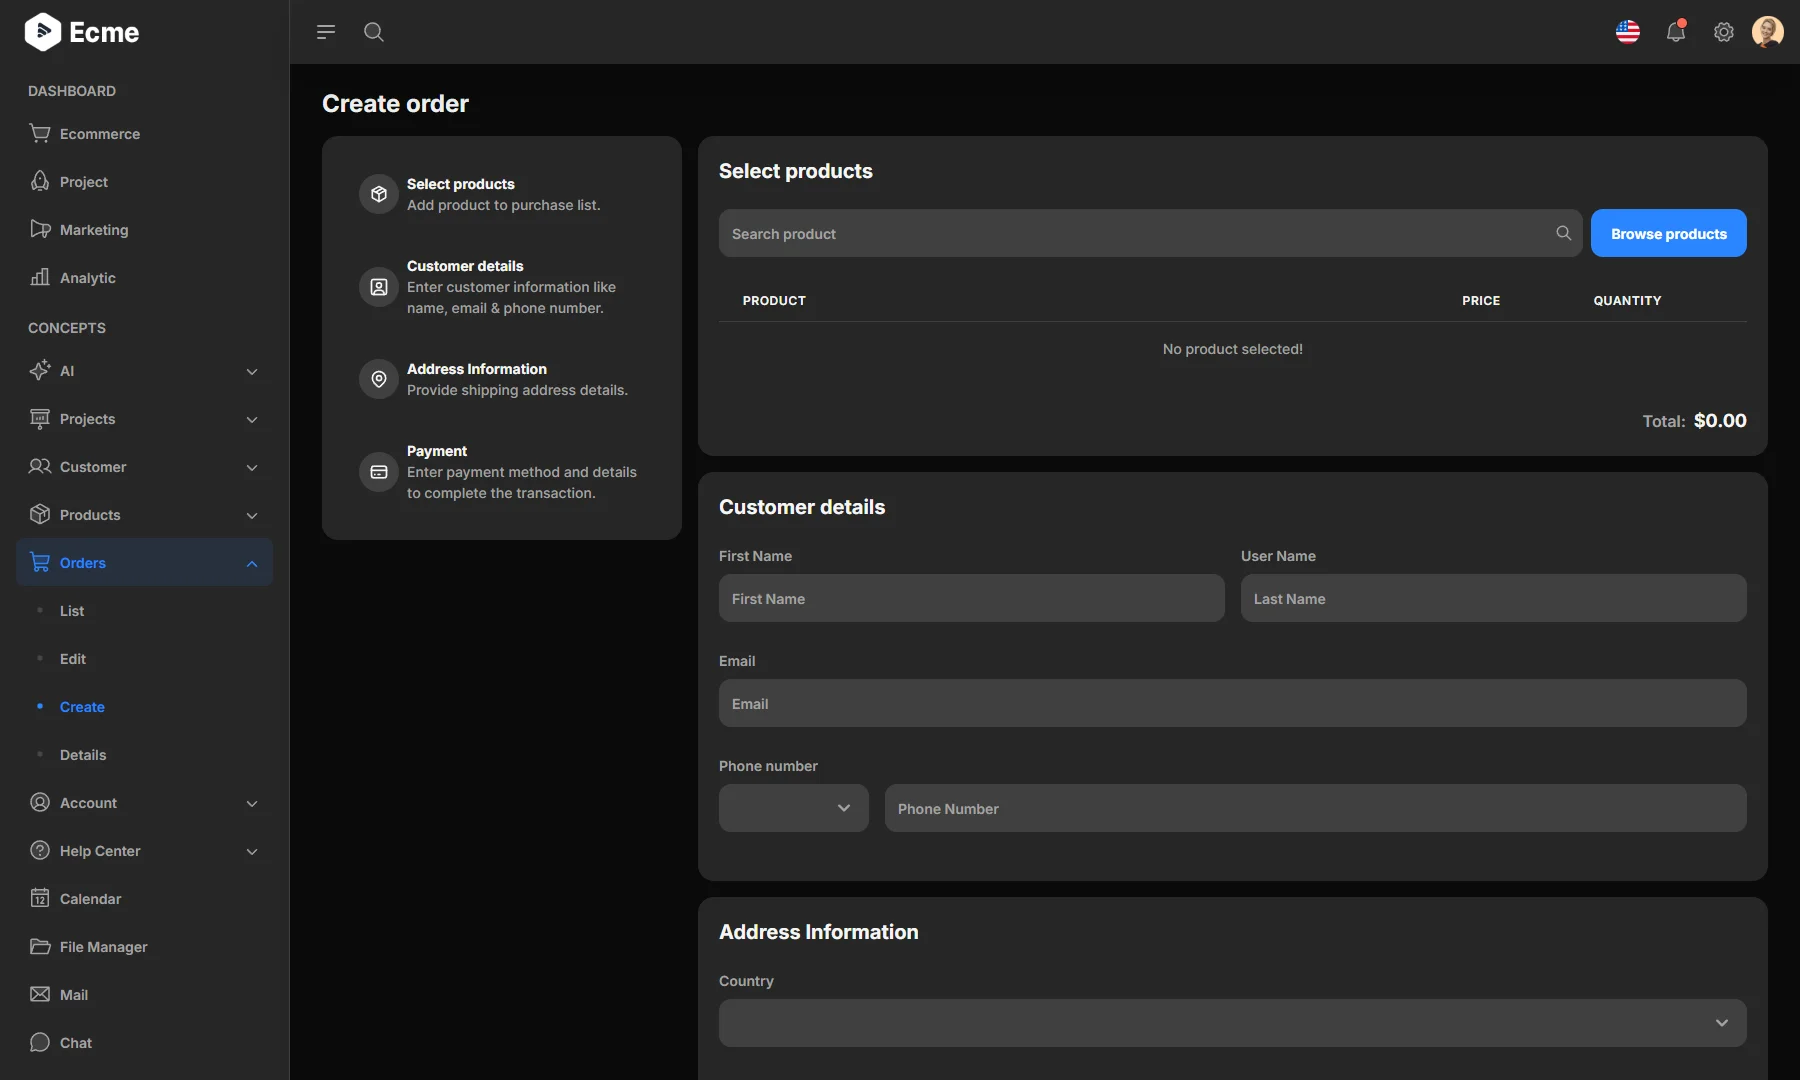 Ecme
DASHBOARD
Ecommerce
Project
Marketing
Analytic
CONCEPTS
AI
Projects
Customer
Products
Orders
List
Edit
Create
Details
Account
Help Center
12
Calendar
File Manager
Mail
Chat
Create order
Select products
Add product to purchase list.
Customer details
Enter customer information like
name, email & phone number.
Address Information
Provide shipping address details.
Payment
Enter payment method and details
to complete the transaction.
Select products
Search product
Browse products
PRODUCT PRICE QUANTITY
No product selected!
Total: $0.00
Customer details
First Name User Name
First Name Last Name
Email
Email
Phone number
Phone Number
Address Information
Country